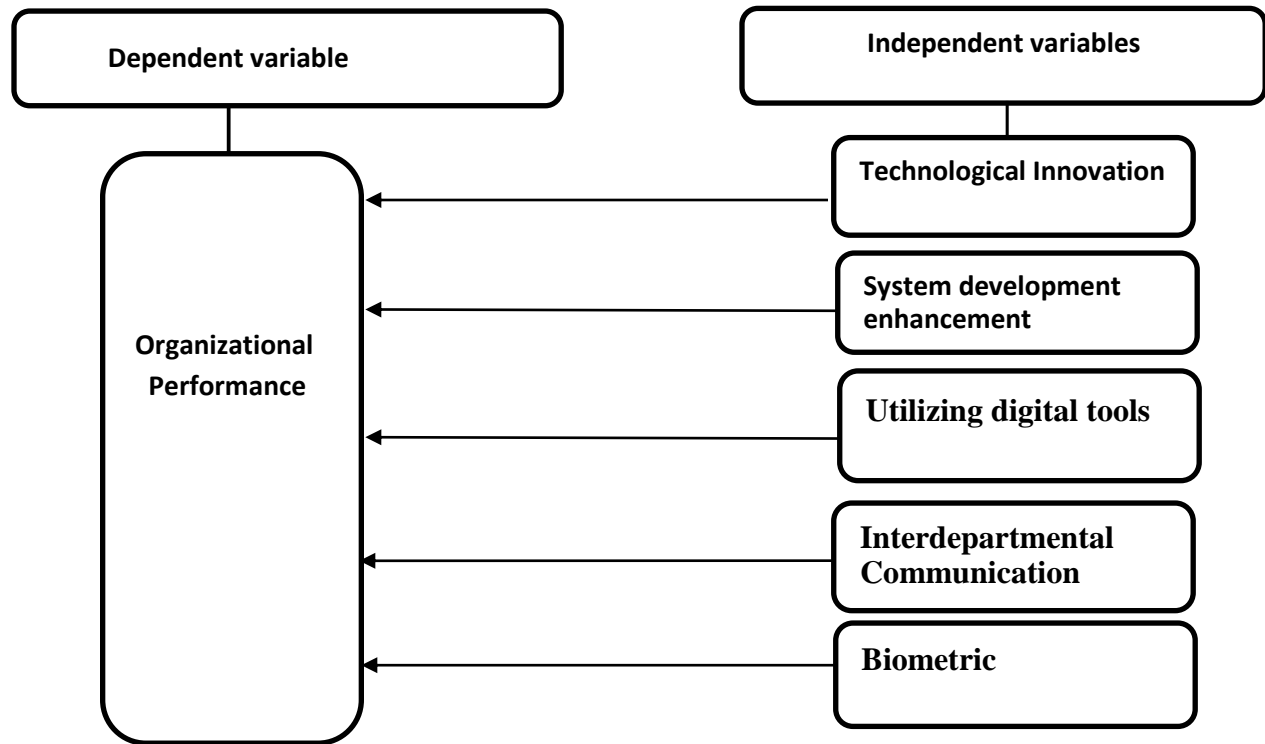 Dependent variable
Independent variables
Technological Innovation
System development
enhancement
Organizational
Performance
Utilizing digital tools
Interdepartmental
Communication
Biometric